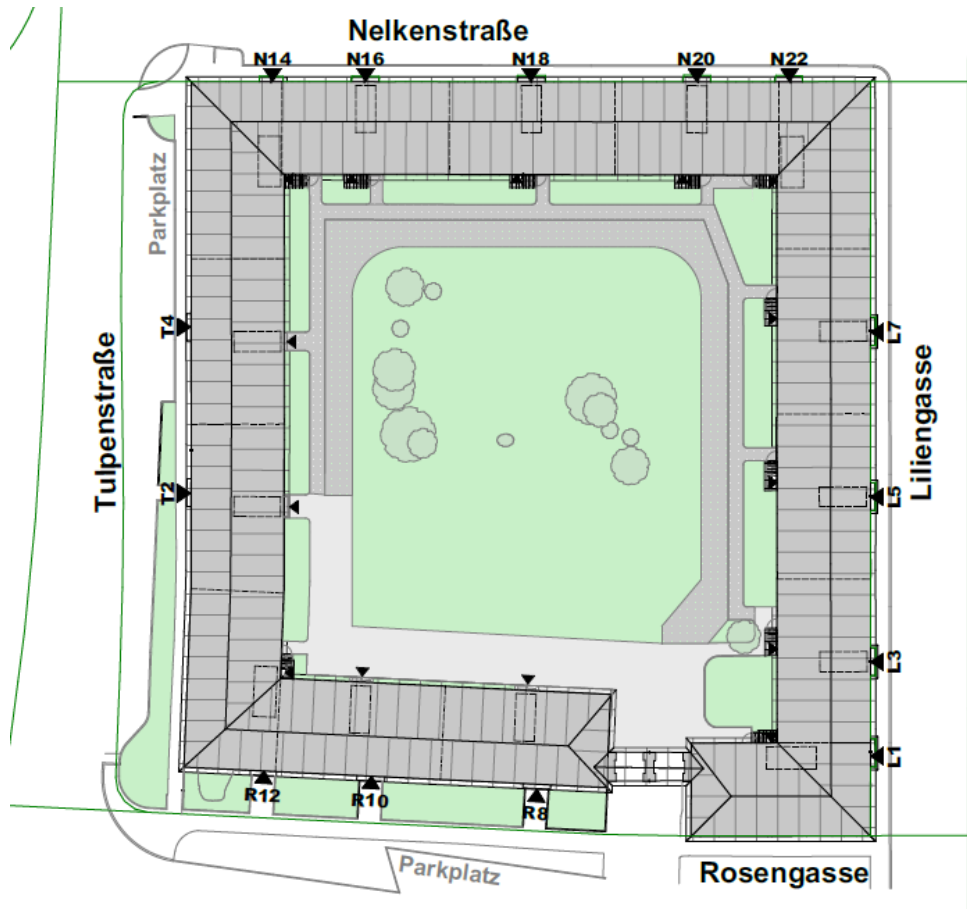 Nelkenstraße
N14 N16 N18 N20 N22
Parkplatz
Tulpenstraße
T4
T2
L7
Liliengasse
L5
L3
L1
R12 R10 R8
Parkplatz
Rosengasse